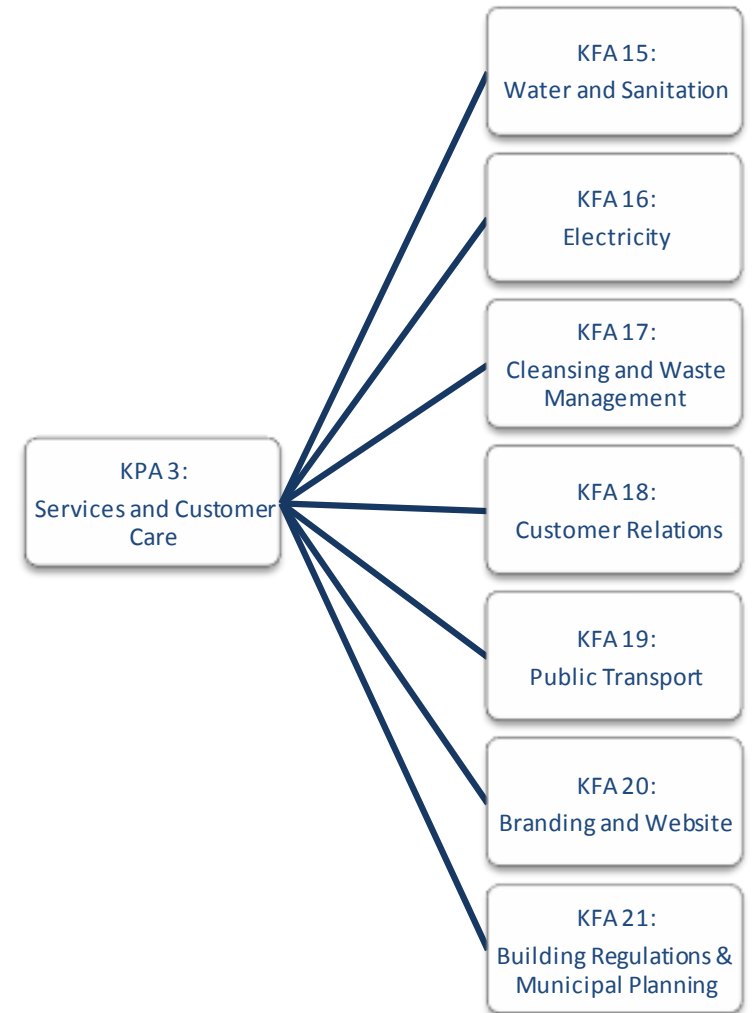 KFA 15:
Water and Sanitation
KFA 16:
Electricity
KFA 17:
Cleansing and Waste
Management
KPA 3:
Services and Customer
Care
KFA 18:
Customer Relations
KFA 19:
Public Transport
KFA 20:
Branding and Website
KFA 21:
Building Regulations &
Municipal Planning